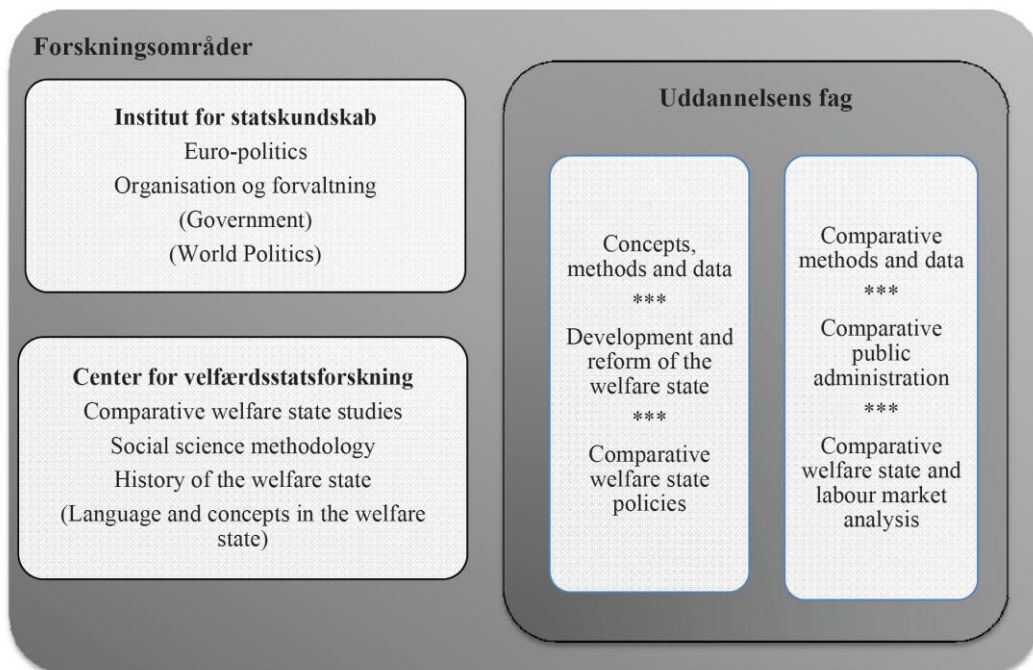 Forskningsområder
Institut for statskundskab
Euro-politics
Organisation og forvaltning
(Government)
(World Politics)
Center for velfærdsstatsforskning
Comparative welfare state studies
Social science methodology
History of the welfare state
(Language and concepts in the welfare
state)
Uddannelsens fag
Concepts,
methods and data
***
Development and
reform of the
welfare state
***
Comparative
welfare state
policies
Comparative
methods and data
***
Comparative
public
administration
***
Comparative
welfare state and
labour market
analysis